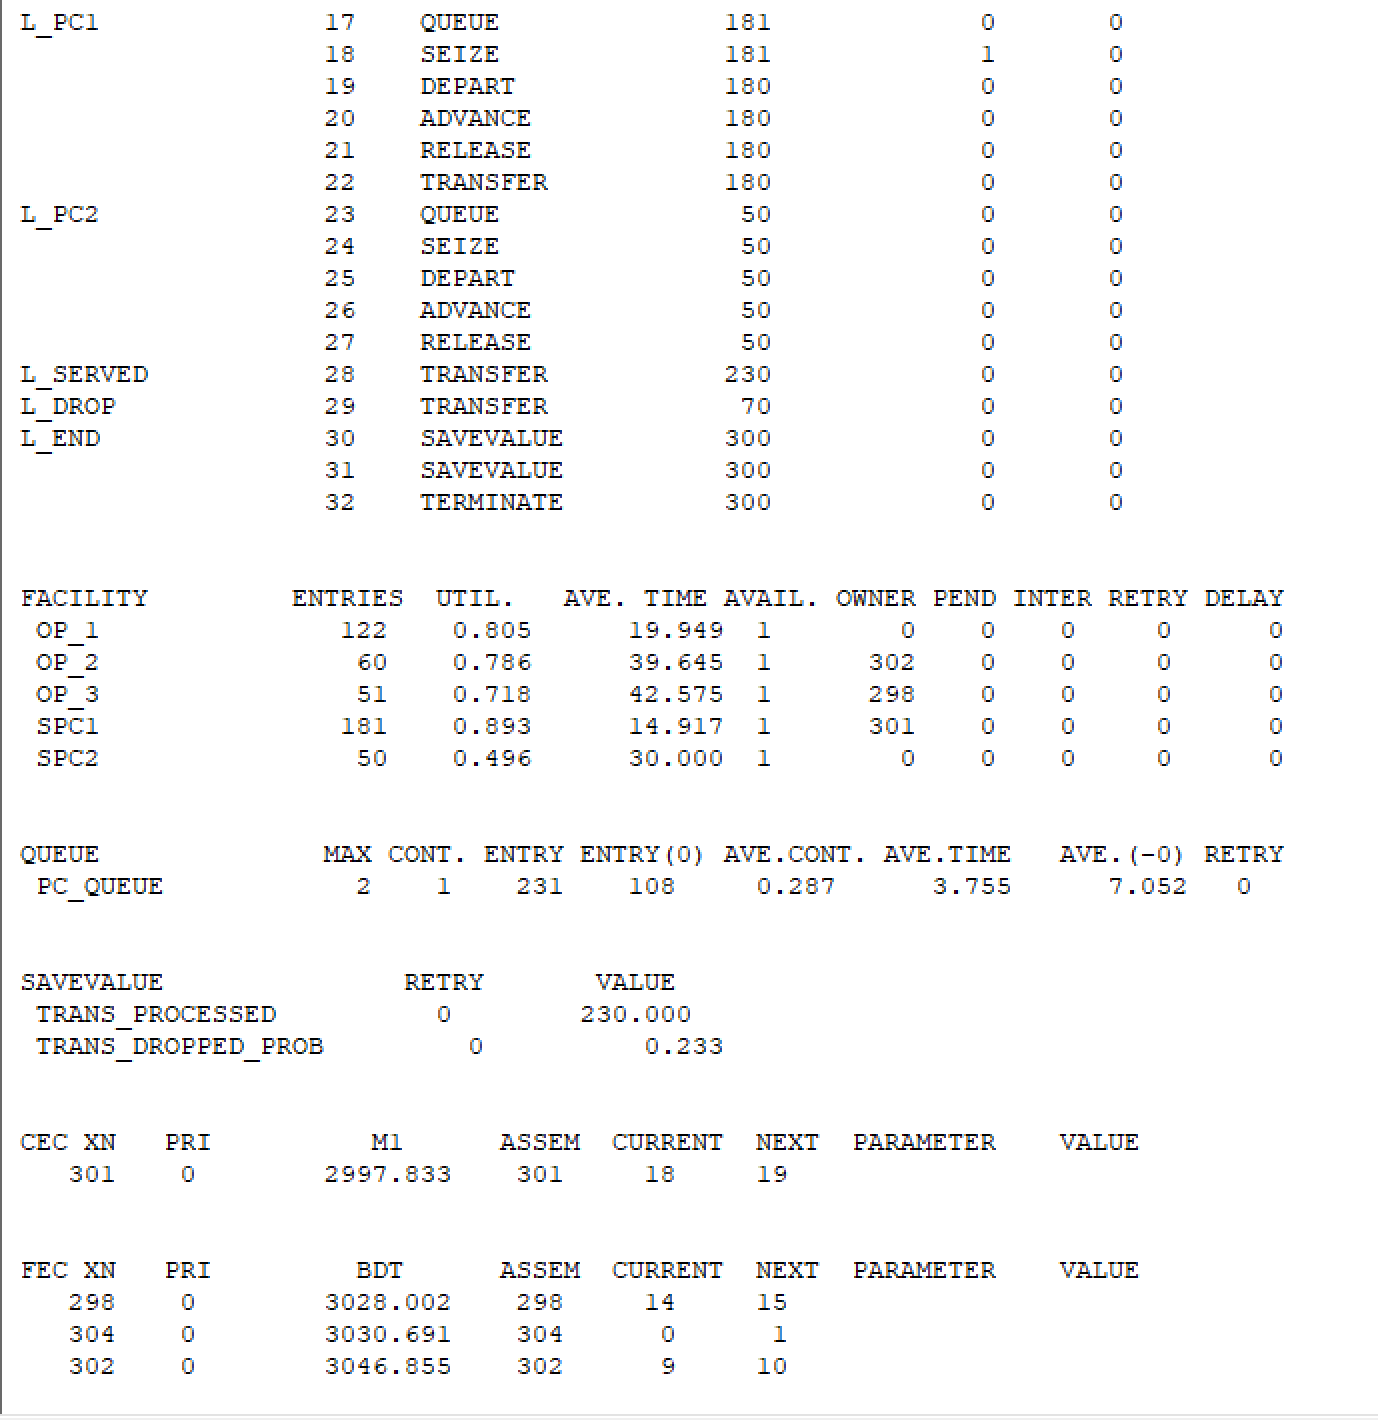 L_PC1 17 QUEUE 181 0 0
18 SEIZE 181 1 0
19 DEPART 180 0 0
20 ADVANCE 180 0 0
21 RELEASE 180 0 0
22 TRANSFER 180 0 0
L_PC2 23 QUEUE 50 0 0
24 SEIZE 50 0 0
25 DEPART 50 0 0
26 ADVANCE 50 0 0
27 RELEASE 50 0 0
L_SERVED 28 TRANSFER 230 0 0
L_DROP 29 TRANSFER 70 0 0
L_END 30 SAVEVALUE 300 0 0
31 SAVEVALUE 300 0 0
32 TERMINATE 300 0 0
FACILITY ENTRIES UTIL. AVE. TIME AVAIL. OWNER PEND INTER RETRY DELAY
OP_1 122 0.805 19.949 1 0 0 0 0 0
OP_2 60 0.786 39.645 1 302 0 0 0 0
OP_3 51 0.718 42.575 1 298 0 0 0 0
SPC1 181 0.893 14.917 1 301 0 0 0 0
SPC2 50 0.496 30.000 1 0 0 0 0 0
QUEUE MAX CONT. ENTRY ENTRY(0) AVE.CONT. AVE.TIME AVE.(-0) RETRY
PC_QUEUE 2 1 231 108 0.287 3.755 7.052 0
SAVEVALUE RETRY VALUE
TRANS_PROCESSED 0 230.000
TRANS_DROPPED_PROB 0 0.233
CEC XN PRI M1 ASSEM CURRENT NEXT PARAMETER VALUE
301 0 2997.833 301 18 19
FEC XN PRI BDT ASSEM CURRENT NEXT PARAMETER VALUE
298 0 3028.002 298 14 15
304 0 3030.691 304 0 1
302 0 3046.855 302 9 10